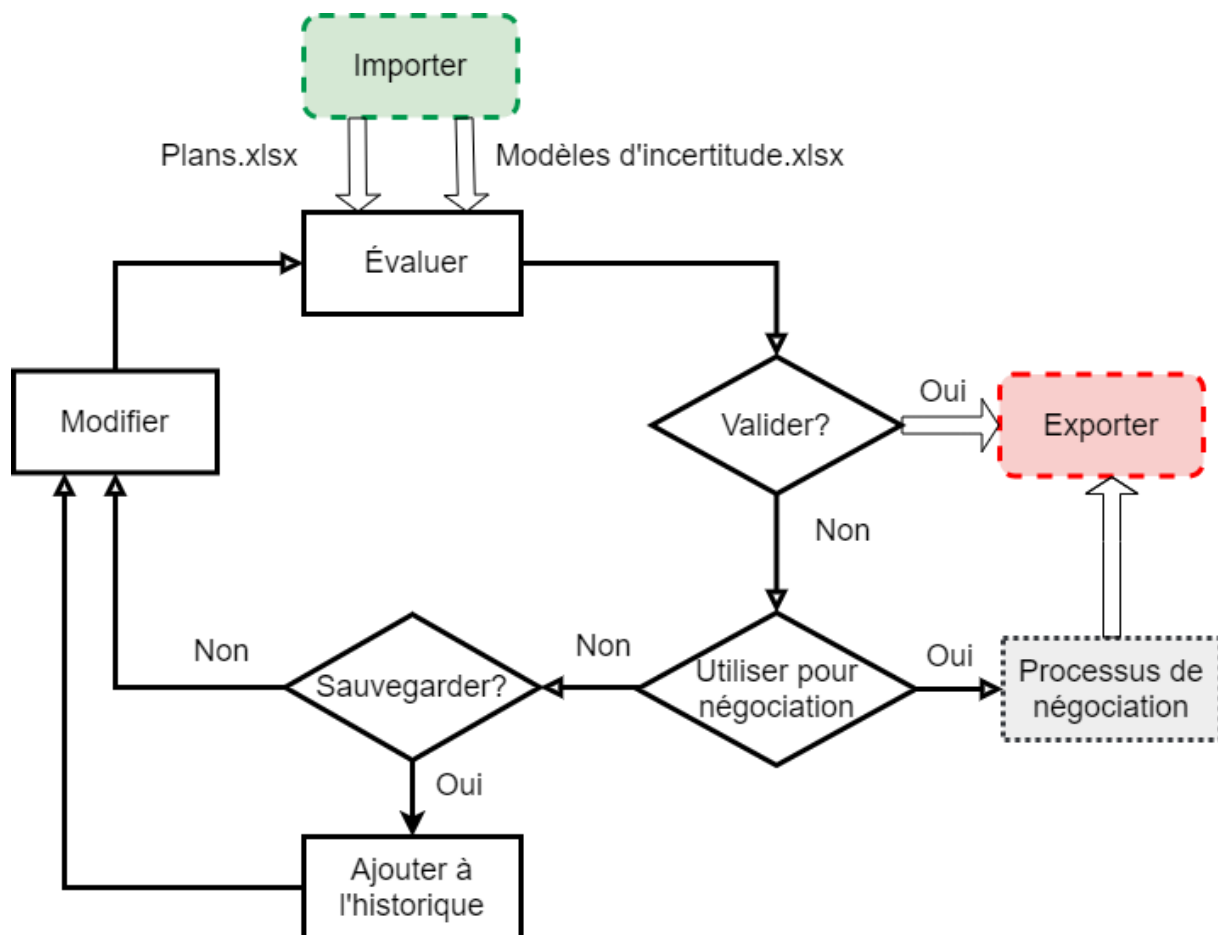 Importer
Plans.xlsx
Modèles d'incertitude.xlsx
Évaluer
Modifier
Valider?
Oui
Exporter
Non
Non
Sauvegarder?
Non
Utiliser pour
négociation
Oui
Processus de
négociation
Oui
Ajouter à
l'historique